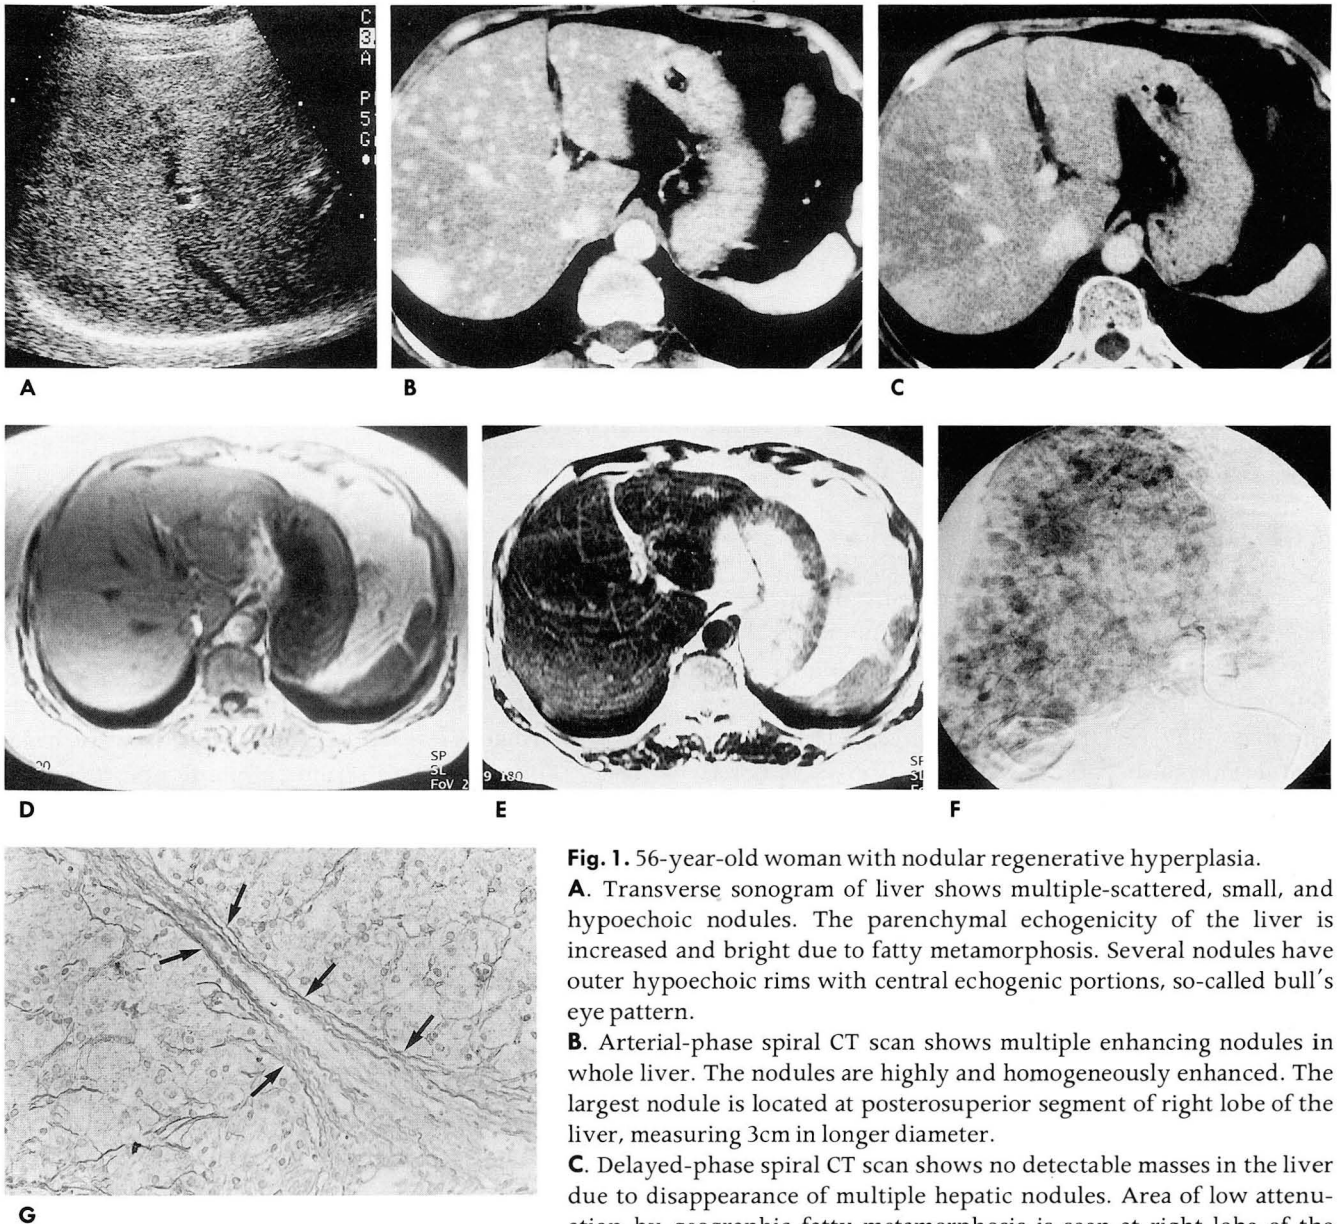 C
3
A
P
5
G
A
B
C
SP
SL
FoV 2
9 180
D
E
F
Fig. 1. 56-year-old woman with nodular regenerative hyperplasia.
A. Transverse sonogram of liver shows multiple-scattered, small, and
hypoechoic nodules. The parenchymal echogenicity of the liver is
increased and bright due to fatty metamorphosis. Several nodules have
outer hypoechoic rims with central echogenic portions, so-called bull's
eye pattern.
B. Arterial-phase spiral CT scan shows multiple enhancing nodules in
whole liver. The nodules are highly and homogeneously enhanced. The
largest nodule is located at posterosuperior segment of right lobe of the
liver, measuring 3cm in longer diameter.
C. Delayed-phase spiral CT scan shows no detectable masses in the liver
due to disappearance of multiple hepatic nodules. Area of low attenu-
G